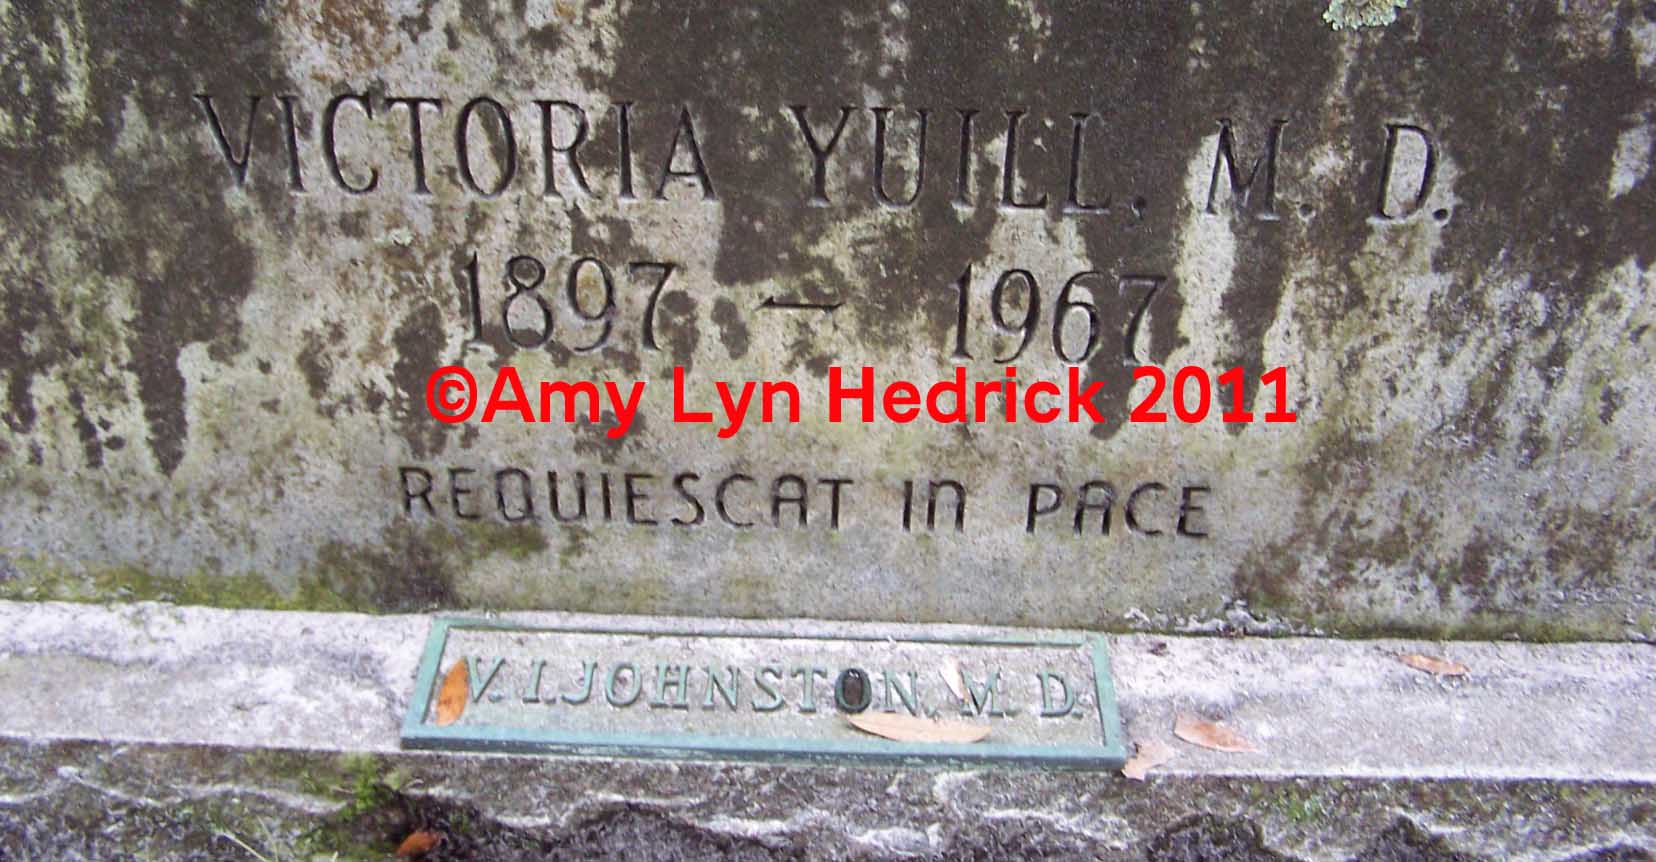 VICTORIA YUILL, M. D.
1897 – 1967
©Amy Lyn Hedrick 2011
REQUIESCAT IN PACE
V. I. JOHNSTON, M. D.